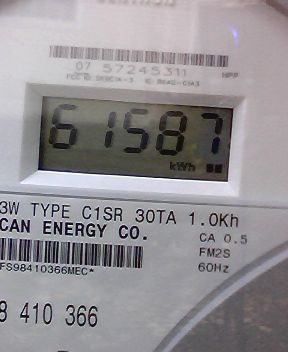 07 57245311
61587
kWh
3W TYPE C1SR 30TA 1.0Kh
CAN ENERGY CO.
CA 0.5
FM2S
60Hz
FS98410366MEC*
8 410 366